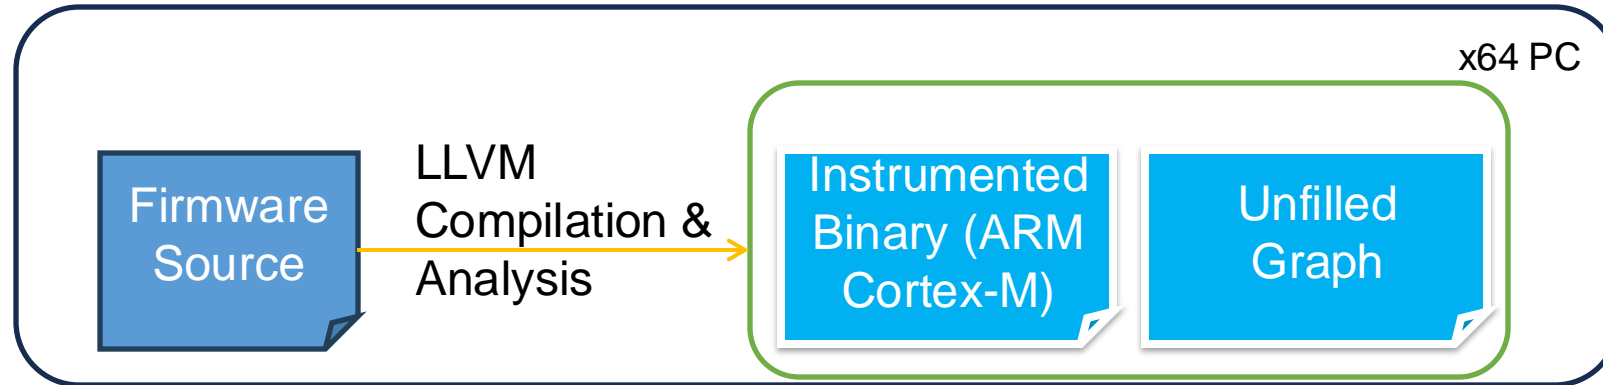 x64 PC
Firmware
Source
LLVM
Compilation &
Analysis
Instrumented
Binary (ARM
Cortex-M)
Unfilled
Graph